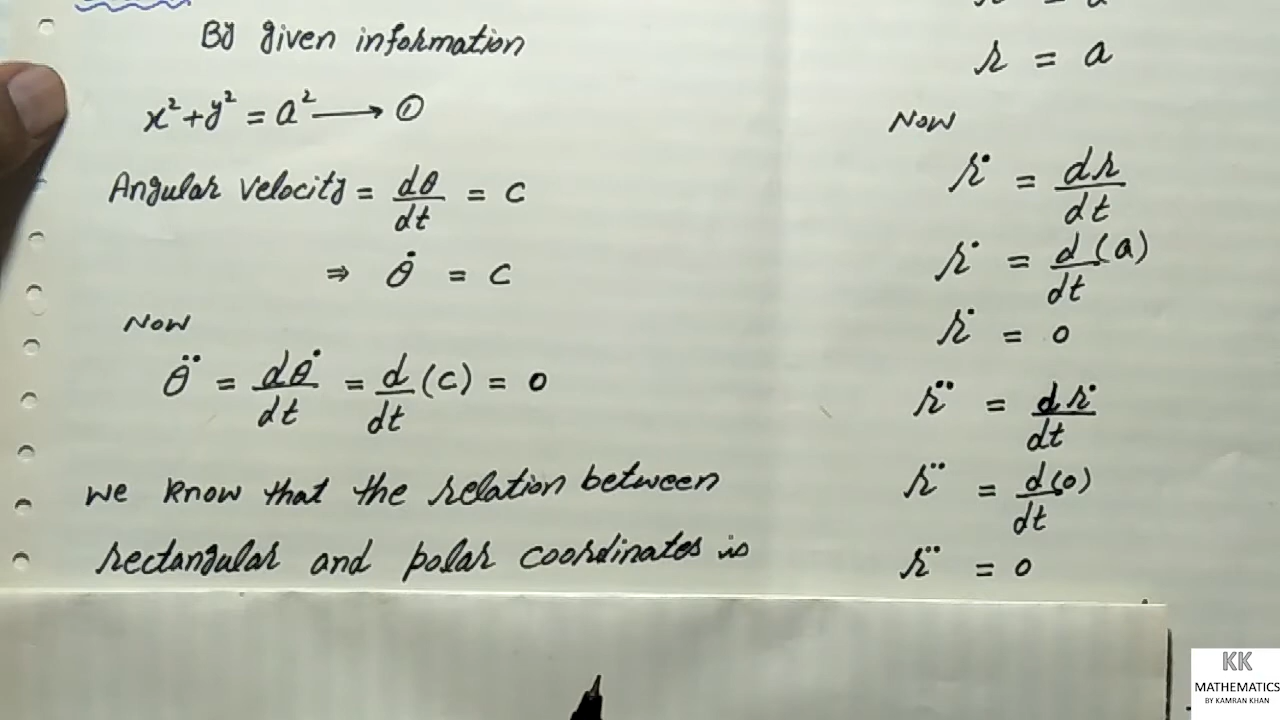 By given information
x² + y² = a² ⟶ ①
Angular velocity = dθ/dt = c
⇒ θ̇ = c
Now
θ̈ = dθ̇/dt = d/dt (c) = 0
we know that the relation between
rectangular and polar coordinates is
r = a
Now
ṙ = dr/dt
ṙ = d(a)/dt
ṙ = 0
r̈ = dṙ/dt
r̈ = d(0)/dt
r̈ = 0
KK
MATHEMATICS
BY KAMRAN KHAN